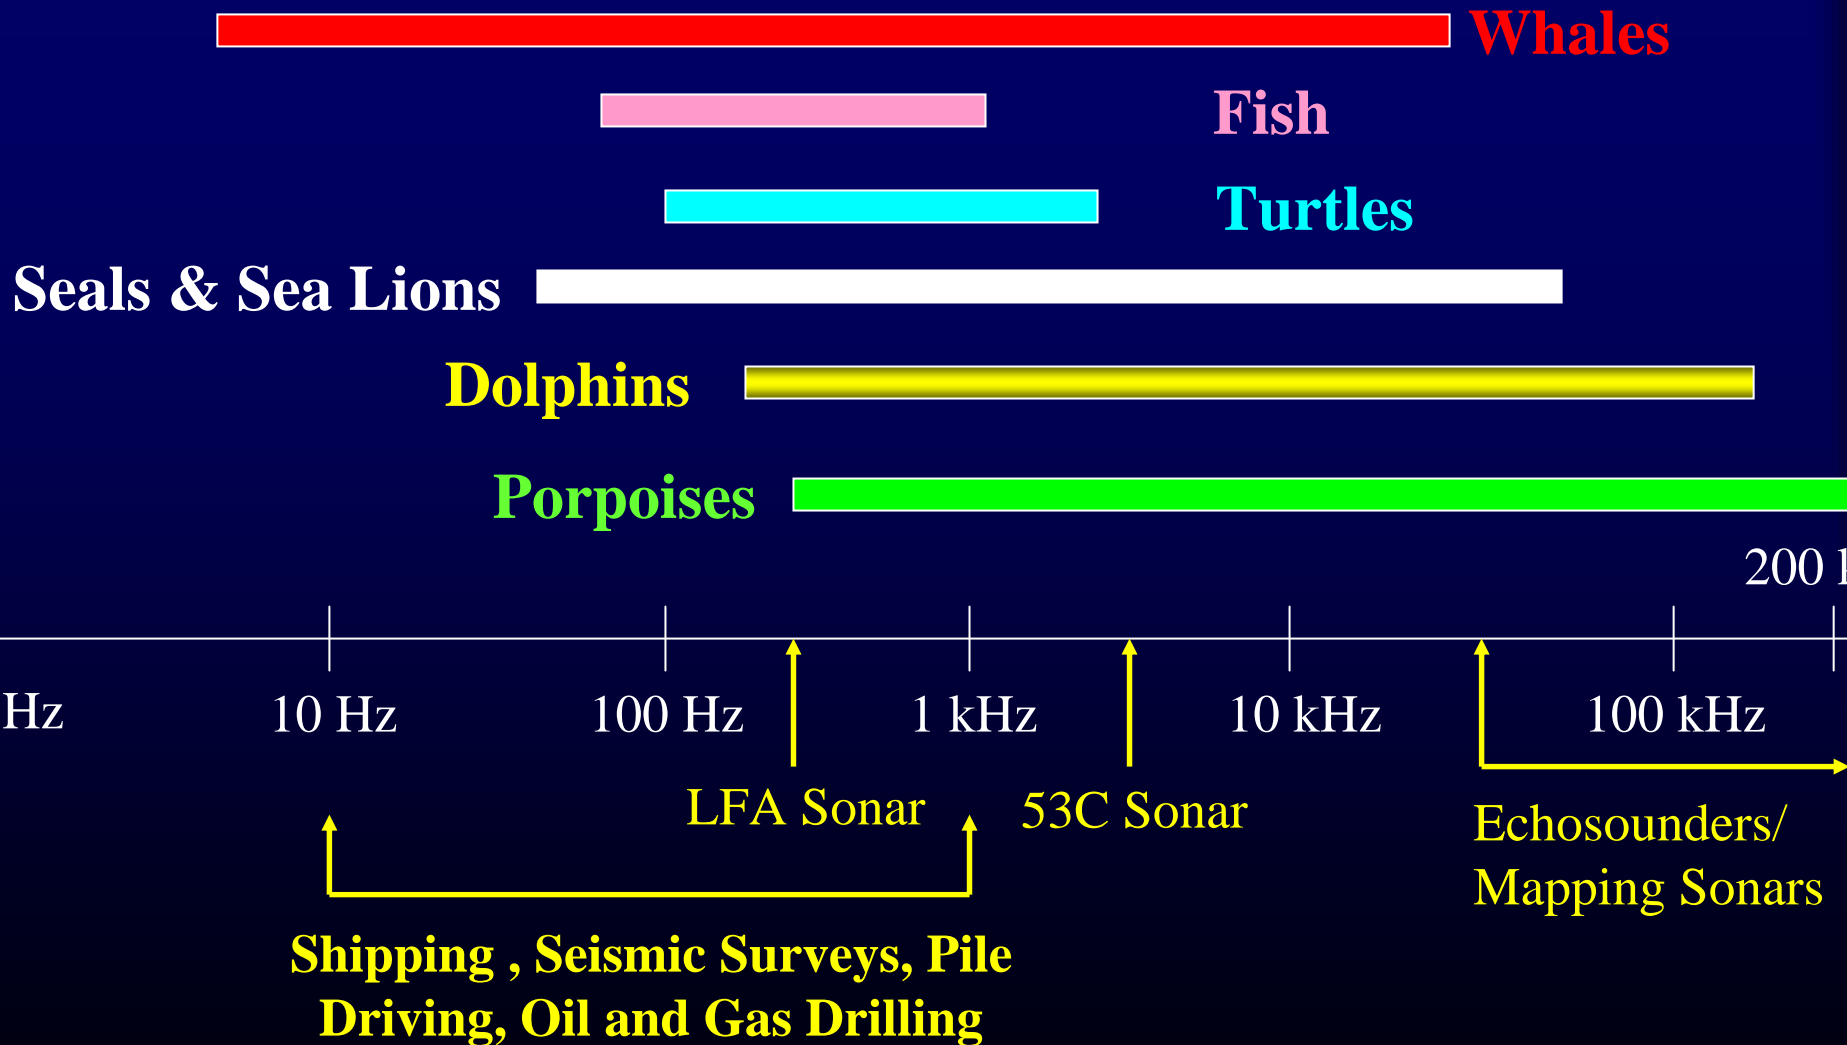 Whales
Fish
Turtles
Seals & Sea Lions
Dolphins
Porpoises
200
Hz
10 Hz
100 Hz
1 kHz
10 kHz
100 kHz
LFA Sonar
53C Sonar
Echosounders/
Mapping Sonars
Shipping , Seismic Surveys, Pile
Driving, Oil and Gas Drilling